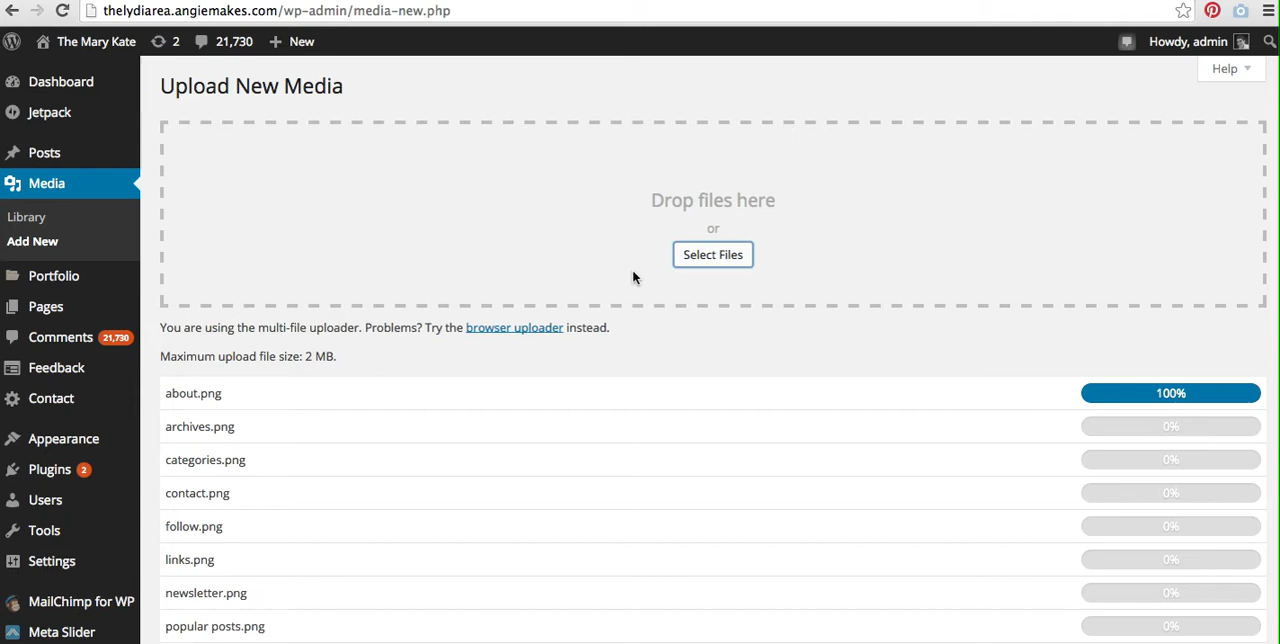 thelydiarea.angiemakes.com/wp-admin/media-new.php
The Mary Kate 2 21,730 New Howdy, admin
Help
Dashboard
Jetpack
Posts
Media
Library
Add New
Portfolio
Pages
Comments 21,730
Feedback
Contact
Appearance
Plugins 2
Users
Tools
Settings
MailChimp for WP
Meta Slider
Upload New Media
Drop files here
or
Select Files
You are using the multi-file uploader. Problems? Try the browser uploader instead.
Maximum upload file size: 2 MB.
about.png 100%
archives.png 0%
categories.png 0%
contact.png 0%
follow.png 0%
links.png 0%
newsletter.png 0%
popular posts.png 0%